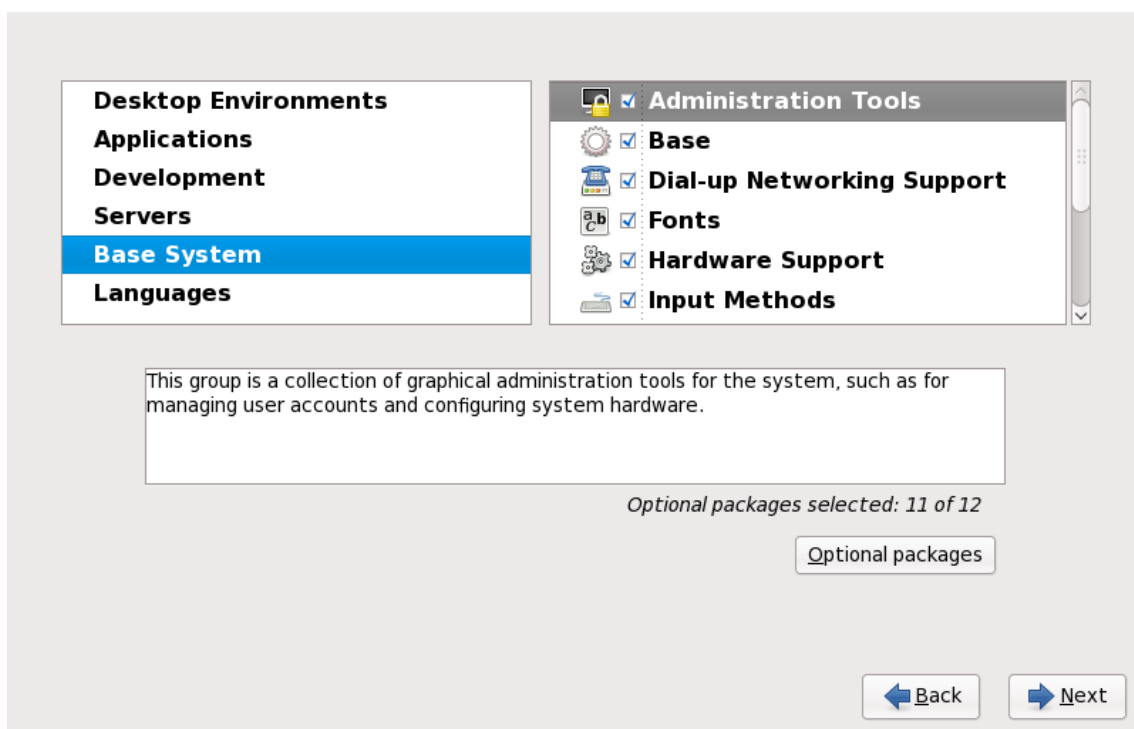 Desktop Environments
Applications
Development
Servers
Base System
Languages
Administration Tools
Base
Dial-up Networking Support
Fonts
Hardware Support
Input Methods
This group is a collection of graphical administration tools for the system, such as for
managing user accounts and configuring system hardware.
Optional packages selected: 11 of 12
Optional packages
Back
Next